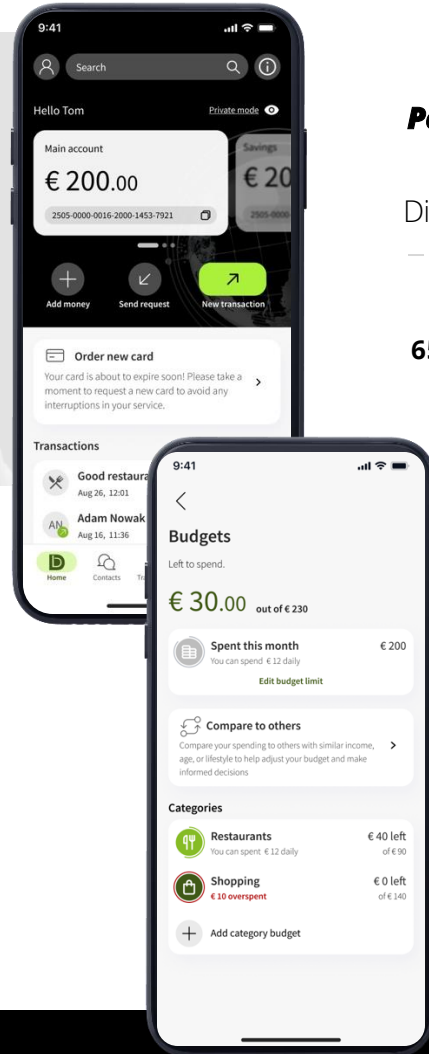 9:41
Search
Hello Tom
Private mode
Main account
€ 200.00
2505-0000-0016-2000-1453-7921
Savings
€ 20
2505-0000
Add money
Send request
New transaction
Order new card
Your card is about to expire soon! Please take a
moment to request a new card to avoid any
interruptions in your service.
Transactions
Good restaura
Aug 26, 12:01
AN
Adam Nowak
Aug 16, 11:36
Home
Contacts
9:41
Budgets
Left to spend.
€ 30.00 out of € 230
Spent this month € 200
You can spend € 12 daily
Edit budget limit
Compare to others
Compare your spending to others with similar income,
age, or lifestyle to help adjust your budget and make
informed decisions
Categories
Restaurants € 40 left
You can spent € 12 daily of € 90
Shopping € 0 left
€ 10 overspent of € 140
Add category budget
Di
65